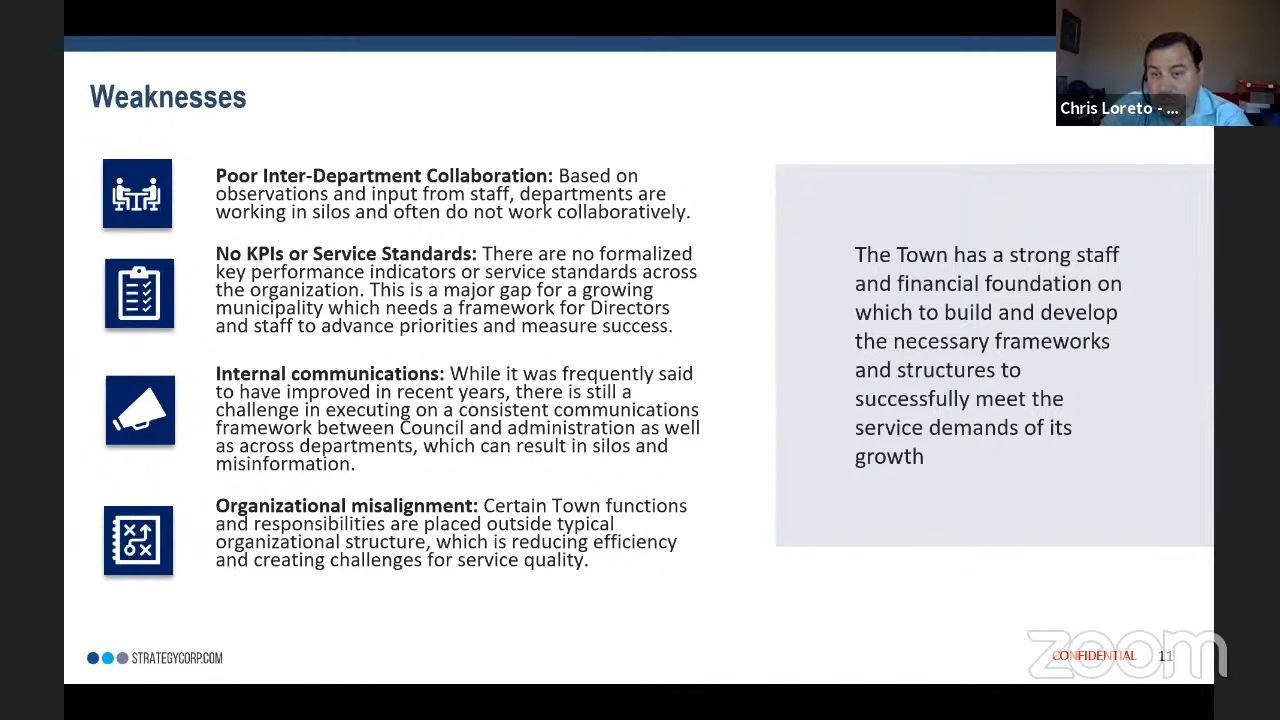 Chris Loreto - ...
Weaknesses
Poor Inter-Department Collaboration: Based on
observations and input from staff, departments are
working in silos and often do not work collaboratively.
No KPIs or Service Standards: There are no formalized
key performance indicators or service standards across
the organization. This is a major gap for a growing
municipality which needs a framework for Directors
and staff to advance priorities and measure success.
Internal communications: While it was frequently said
to have improved in recent years, there is still a
challenge in executing on a consistent communications
framework between Council and administration as well
as across departments, which can result in silos and
misinformation.
Organizational misalignment: Certain Town functions
and responsibilities are placed outside typical
organizational structure, which is reducing efficiency
and creating challenges for service quality.
The Town has a strong staff
and financial foundation on
which to build and develop
the necessary frameworks
and structures to
successfully meet the
service demands of its
growth
STRATEGYCORP.COM
CONFIDENTIAL
11
zoom